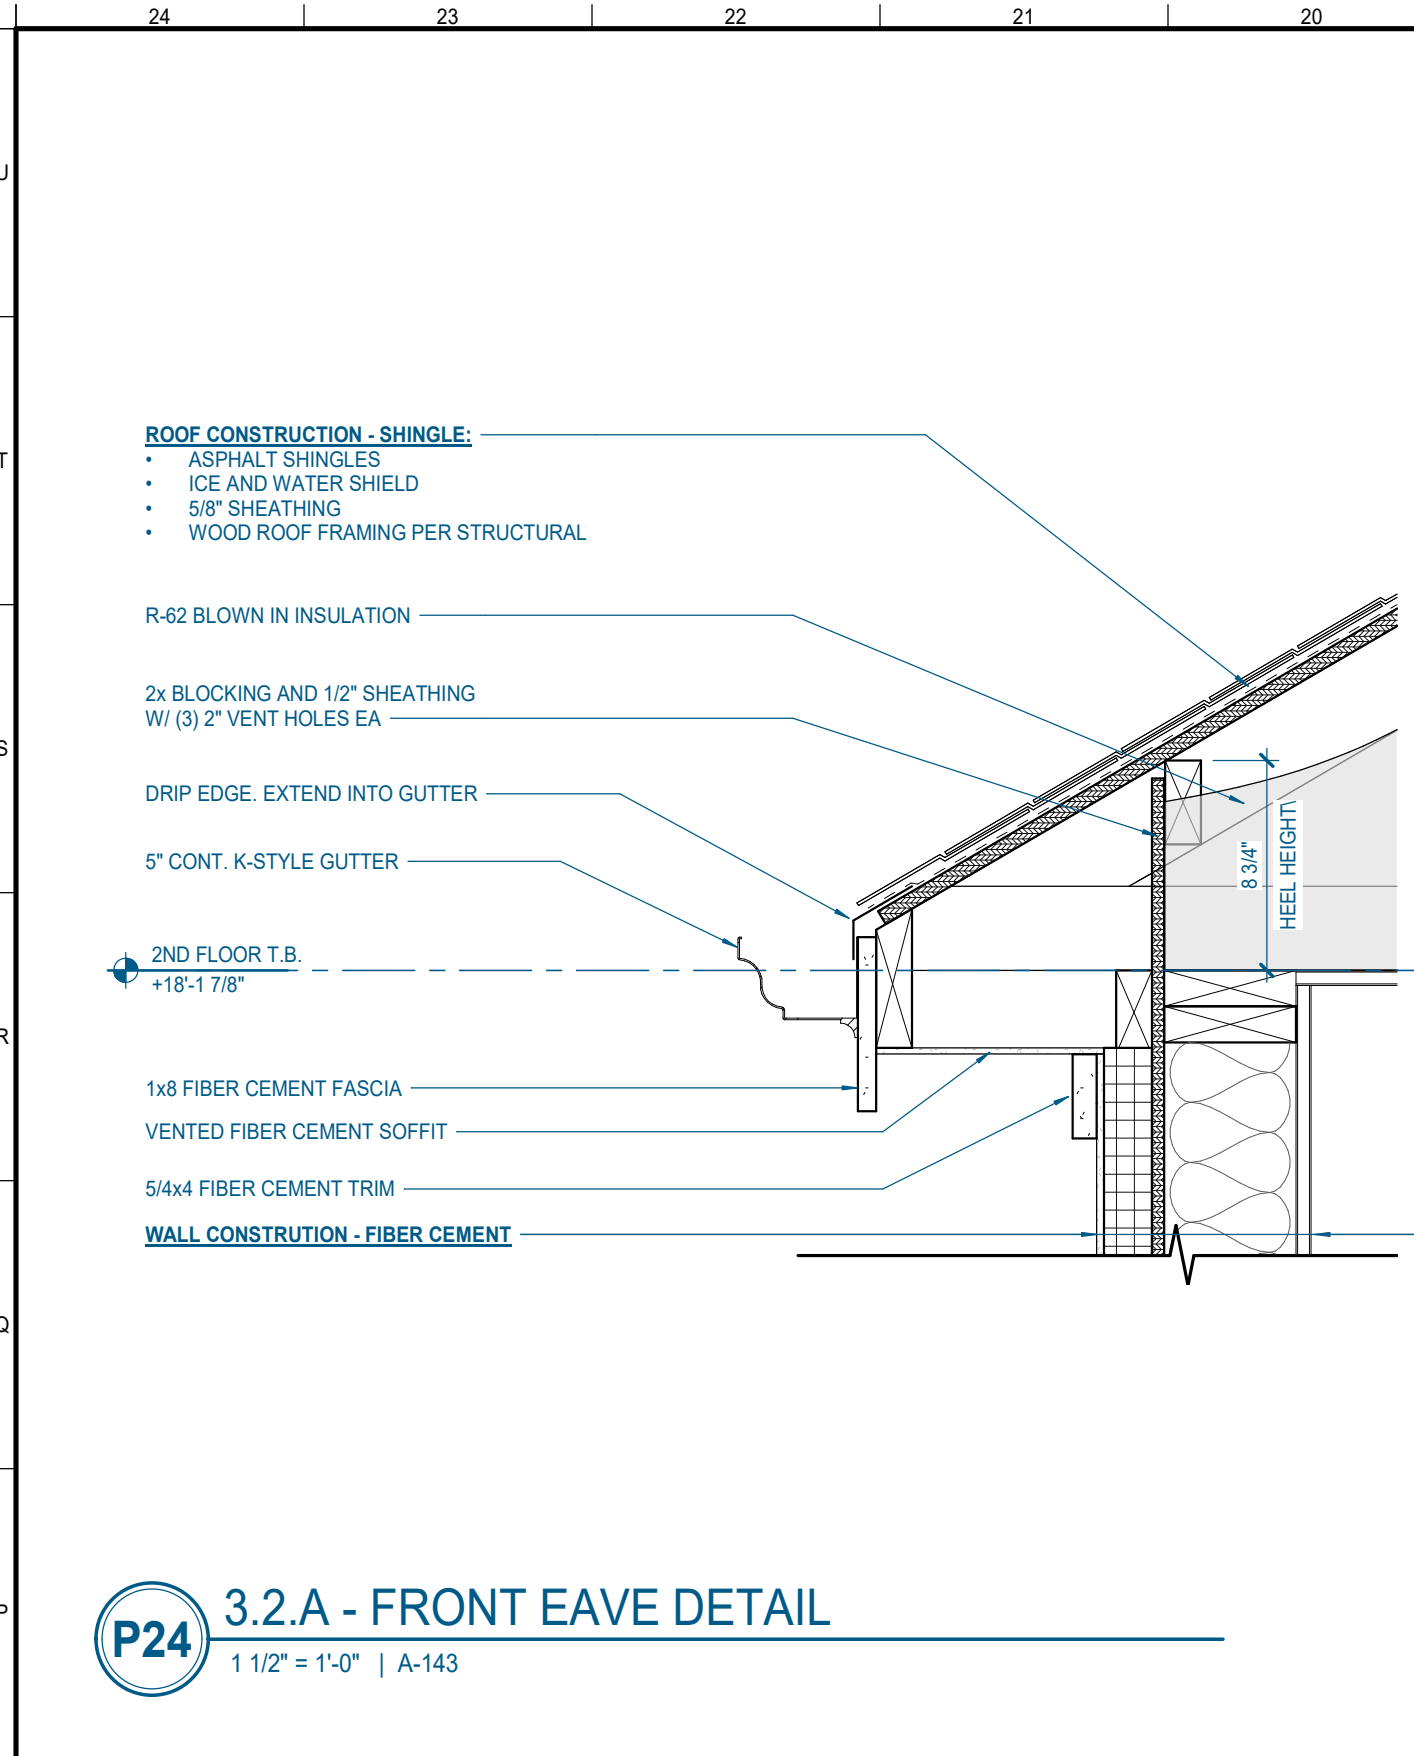 24 23 22 21 20
U
T
ROOF CONSTRUCTION - SHINGLE:
• ASPHALT SHINGLES
• ICE AND WATER SHIELD
• 5/8" SHEATHING
• WOOD ROOF FRAMING PER STRUCTURAL
R-62 BLOWN IN INSULATION
2x BLOCKING AND 1/2" SHEATHING
W/ (3) 2" VENT HOLES EA
S
DRIP EDGE. EXTEND INTO GUTTER
5" CONT. K-STYLE GUTTER
8 3/4"
HEEL HEIGHT\
2ND FLOOR T.B.
+18'-1 7/8"
R
1x8 FIBER CEMENT FASCIA
VENTED FIBER CEMENT SOFFIT
5/4x4 FIBER CEMENT TRIM
WALL CONSTRUTION - FIBER CEMENT
Q
P
P24
3.2.A - FRONT EAVE DETAIL
1 1/2" = 1'-0" | A-143